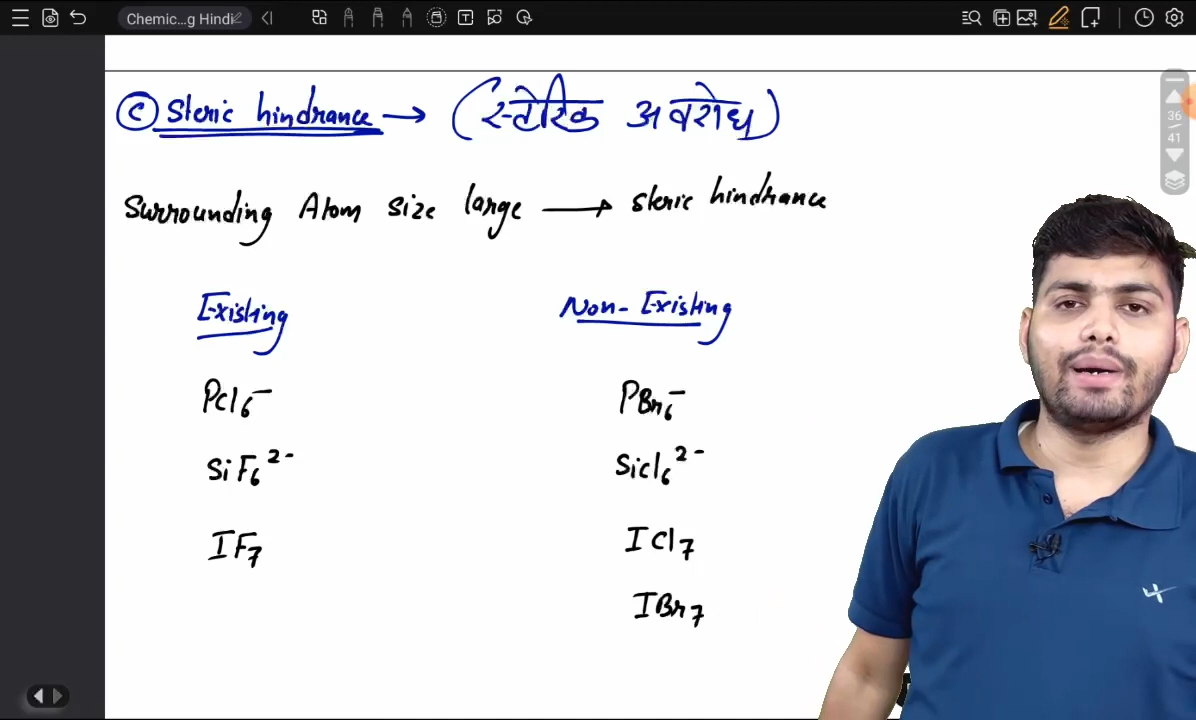 Chemic...g Hindi
36
41
C Steric hindrance → (स्टेरिक अवरोध)
Surrounding Atom size large → steric hindrance
Existing Non-Existing
PCl₆⁻ PBr₆⁻
SiF₆²⁻ SiCl₆²⁻
IF₇ ICl₇
IBr₇